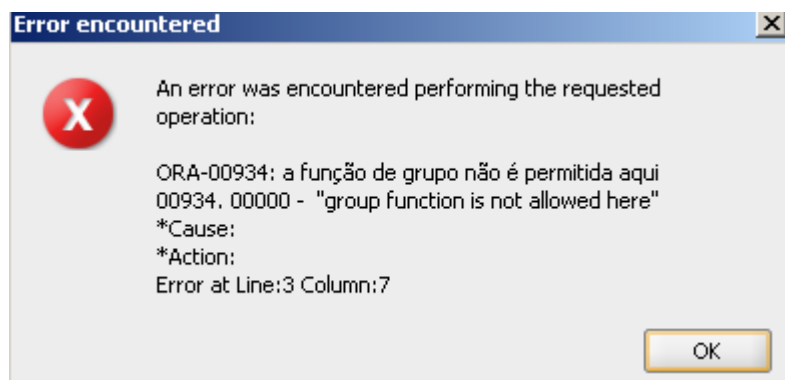 Error encountered
An error was encountered performing the requested
operation:
ORA-00934: a função de grupo não é permitida aqui
00934. 00000 - "group function is not allowed here"
*Cause:
*Action:
Error at Line:3 Column:7
OK